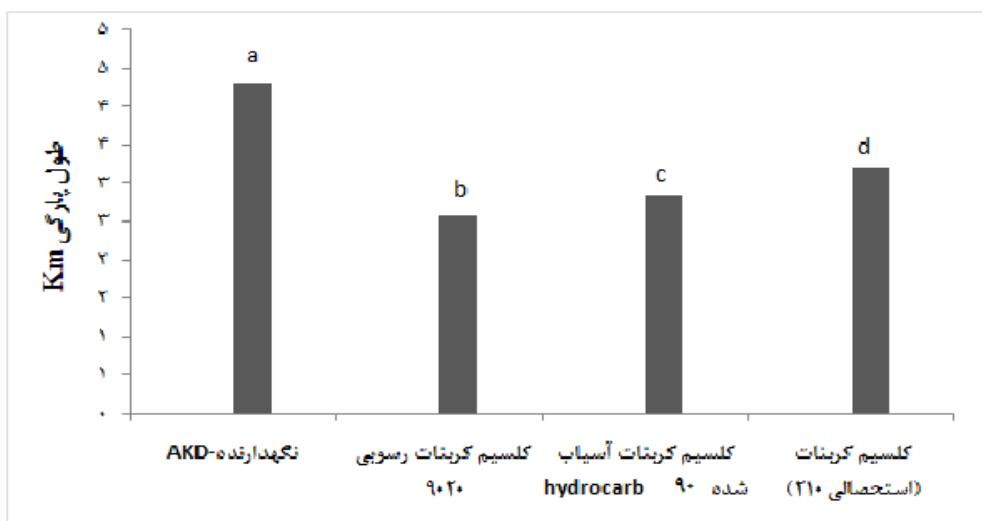 طول پارگی Km
۵
۵
۴
۴
۳
۳
۲
۲
۱
۱
۰
a
b
c
d
نگهدارنده-AKD
کلسیم کربنات رسوبی
۹۰۲۰
کلسیم کربنات آسیاب
شده ۹۰ hydrocarb
کلسیم کربنات
(استحصالی ۲۱۰)